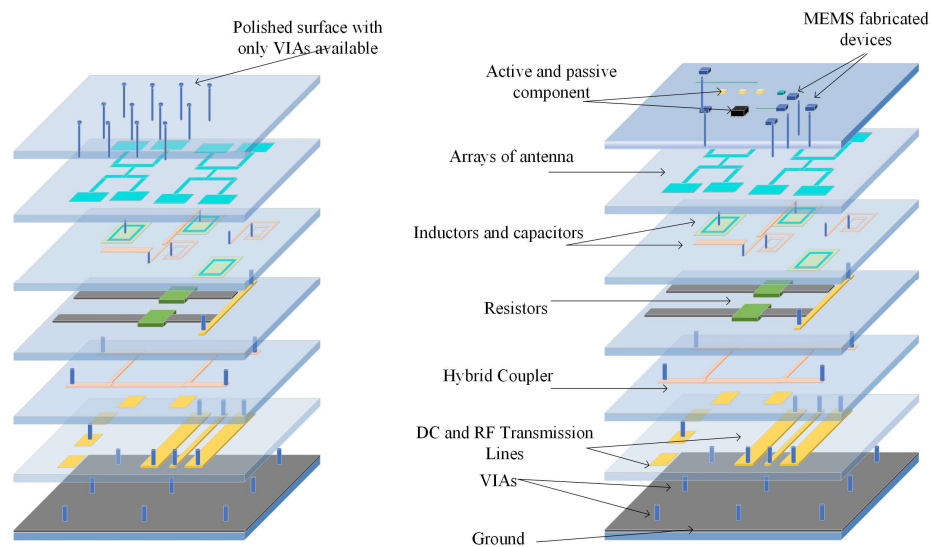 Polished surface with
only VIAs available
MEMS fabricated
devices
Active and passive
component
Arrays of antenna
Inductors and capacitors
Resistors
Hybrid Coupler
DC and RF Transmission
Lines
VIAs
Ground